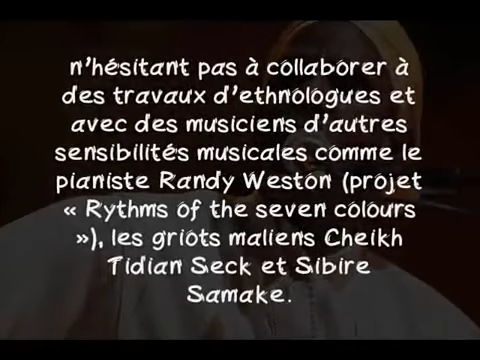 n'hésitant pas à collaborer à
des travaux d'ethnologues et
avec des musiciens d'autres
sensibilités musicales comme le
pianiste Randy Weston (projet
« Rythms of the seven colours
»), les griots maliens Cheikh
Tidian Seck et Sibire
Samake.